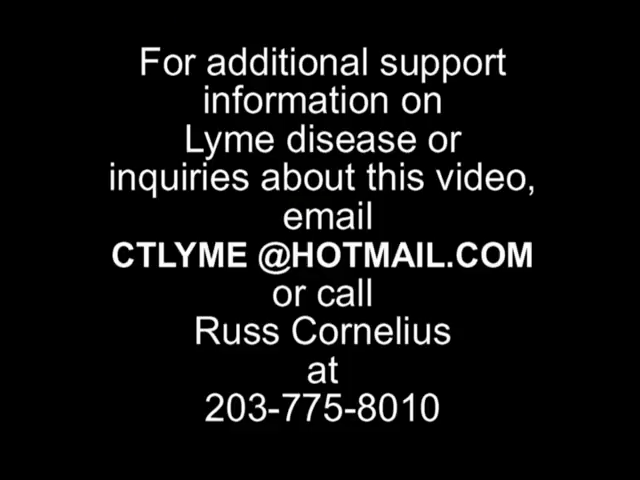 For additional support
information on
Lyme disease or
inquiries about this video,
email
CTLYME @HOTMAIL.COM
or call
Russ Cornelius
at
203-775-8010